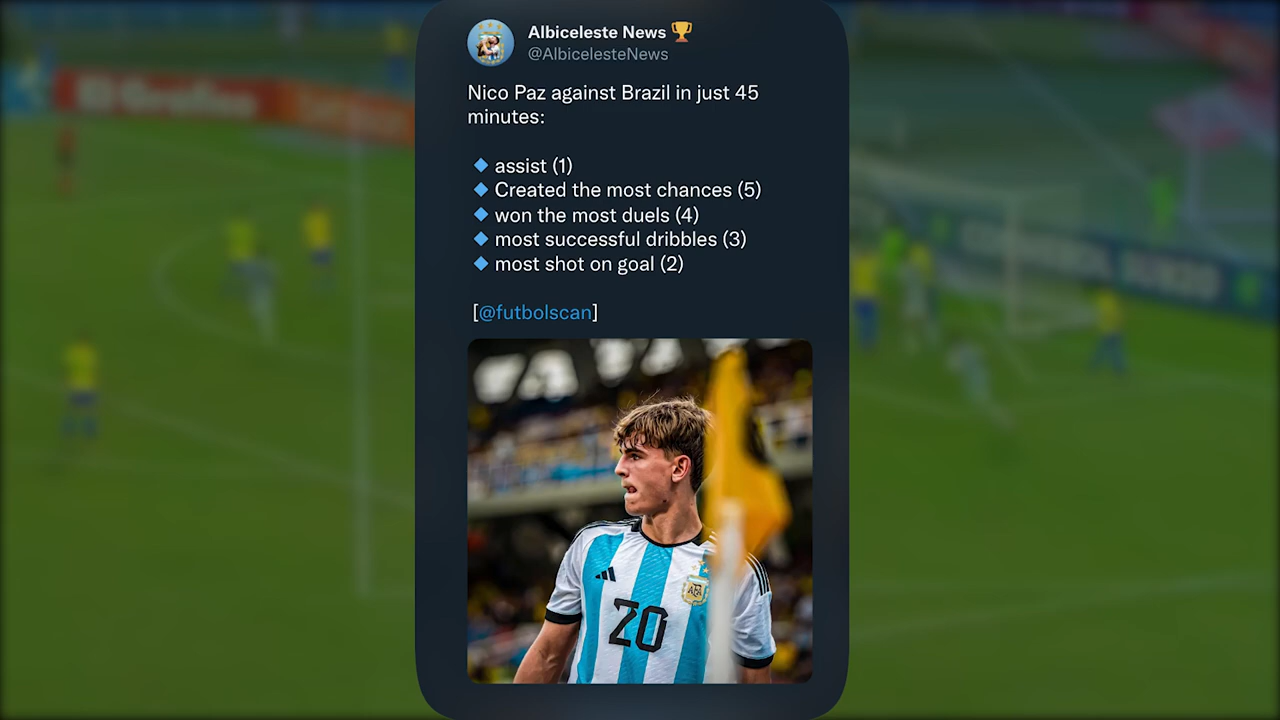 Albiceleste News 🏆
@AlbicelesteNews
Nico Paz against Brazil in just 45
minutes:
🔹 assist (1)
🔹 Created the most chances (5)
🔹 won the most duels (4)
🔹 most successful dribbles (3)
🔹 most shot on goal (2)
[@futbolscan]
20
AFA